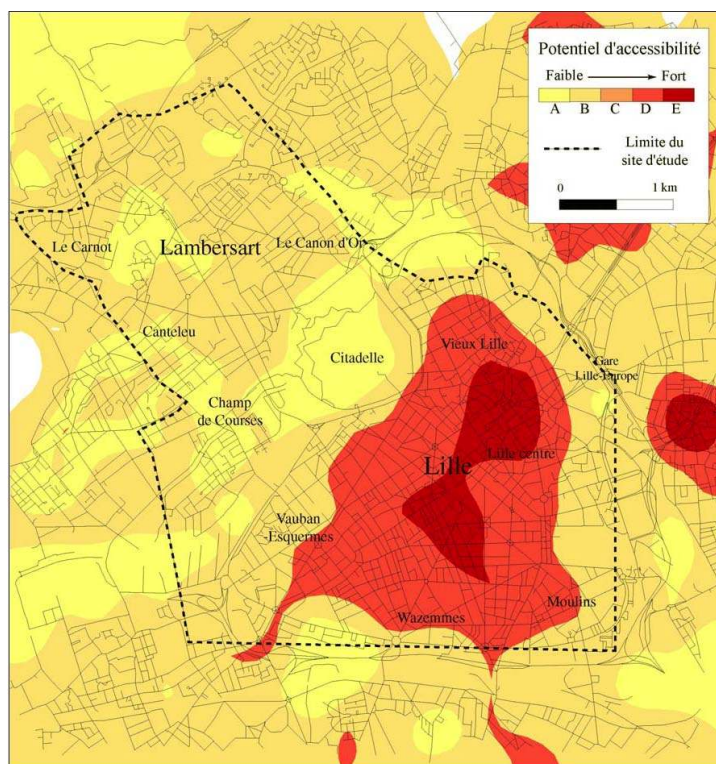 Potentiel d'accessibilité
Faible Fort
A B C D E
Limite du
site d'étude
0 1 km
Le Carnot
Lambersart
Le Canon d'Or
Canteleu
Citadelle
Vieux Lille
Gare
Lille-Europe
Champ
de Courses
Lille centre
Lille
Vauban
-Esquermes
Moulins
Wazemmes